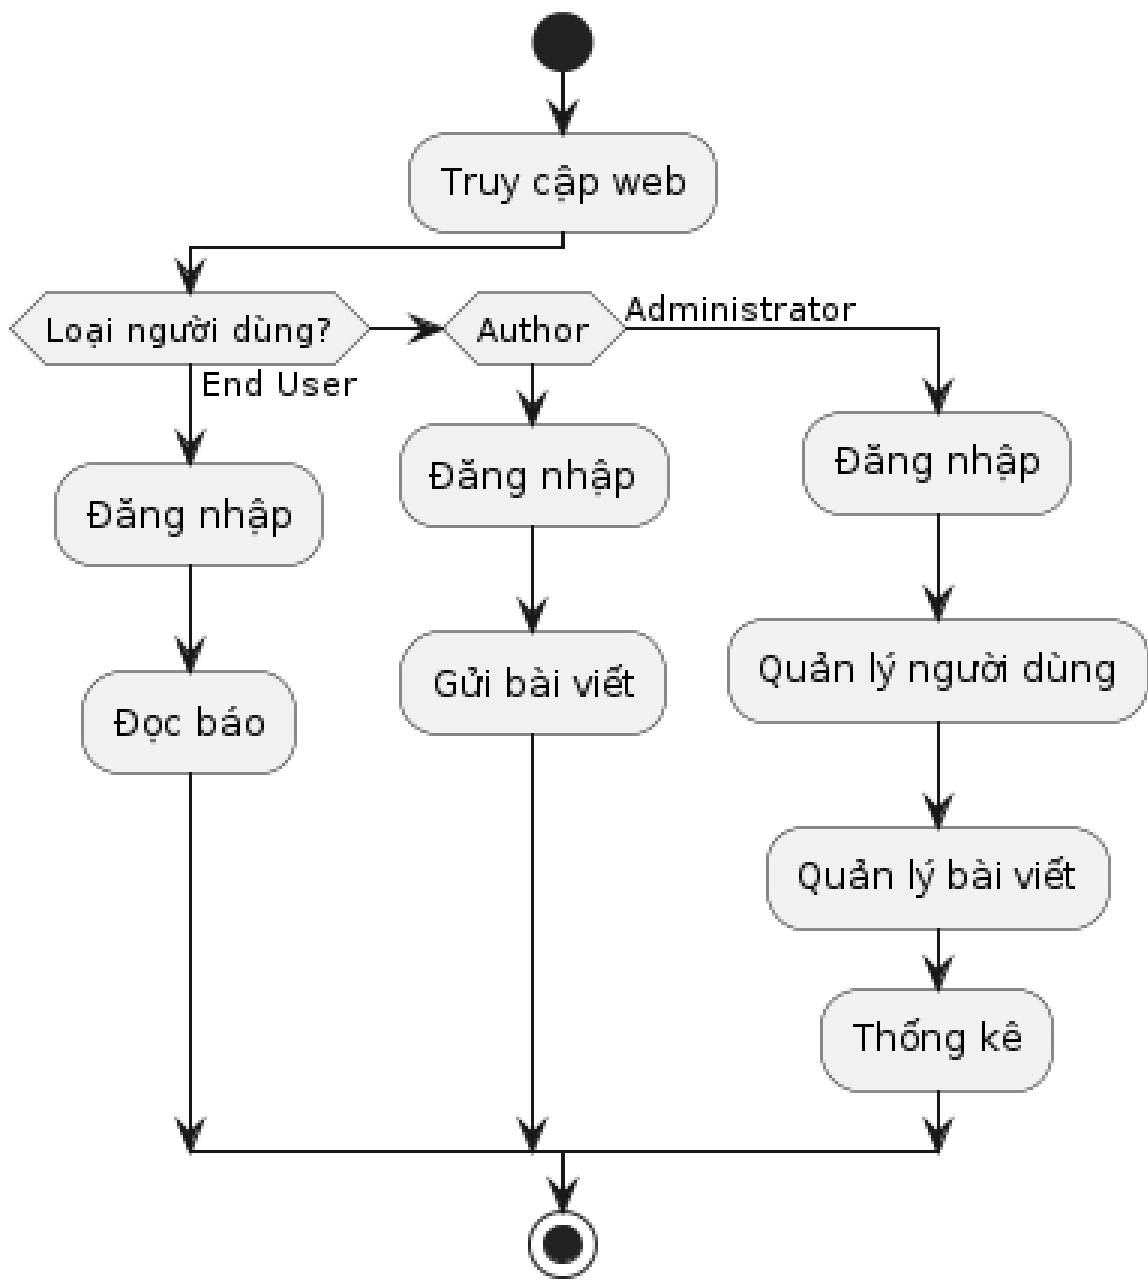 Truy cập web
Loại người dùng?
Author
Administrator
End User
Đăng nhập
Đăng nhập
Đăng nhập
Đọc báo
Gửi bài viết
Quản lý người dùng
Quản lý bài viết
Thống kê